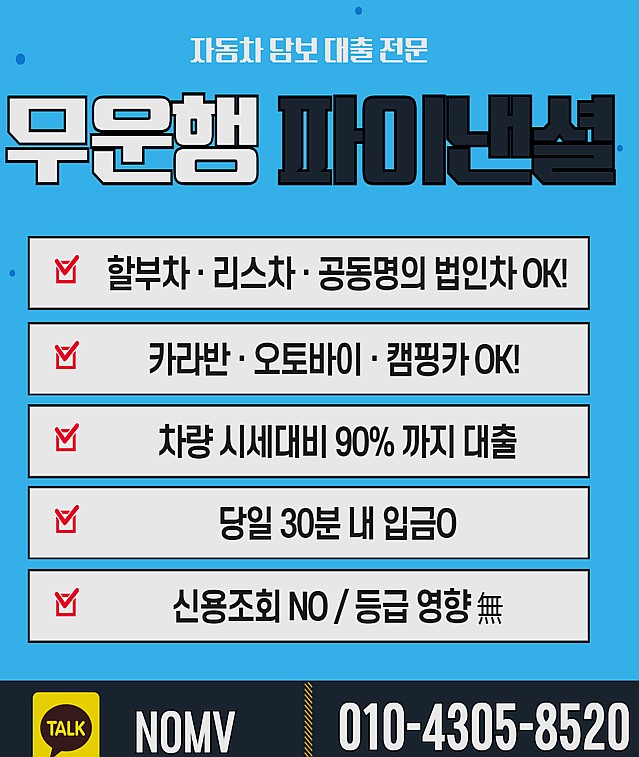 자동차 담보 대출 전문
무운행 파이낸셜
할부차 · 리스차 · 공동명의 법인차 OK!
카라반 · 오토바이 · 캠핑카 OK!
차량 시세대비 90% 까지 대출
당일 30분 내 입금O
신용조회 NO / 등급 영향 無
TALK NOMV 010-4305-8520